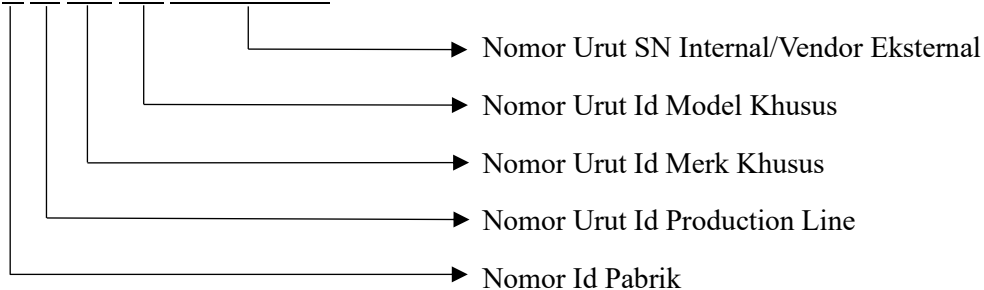 Nomor Urut SN Internal/Vendor Eksternal
Nomor Urut Id Model Khusus
Nomor Urut Id Merk Khusus
Nomor Urut Id Production Line
Nomor Id Pabrik